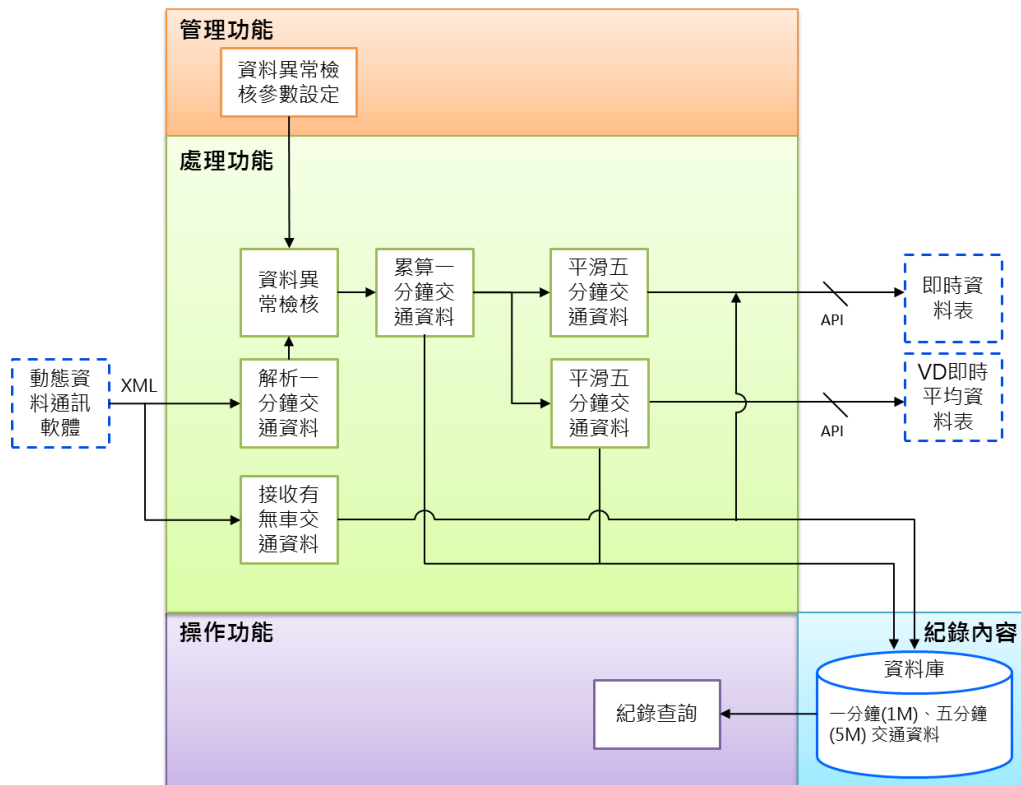 管理功能
資料異常檢
核參數設定
處理功能
資料異
常檢核
累算一
分鐘交
通資料
平滑五
分鐘交
通資料
API
即時資
料表
動態資
料通訊
軟體
XML
解析一
分鐘交
通資料
平滑五
分鐘交
通資料
API
VD即時
平均資
料表
接收有
無車交
通資料
操作功能
紀錄查詢
紀錄內容
資料庫
一分鐘(1M)、五分鐘
(5M) 交通資料